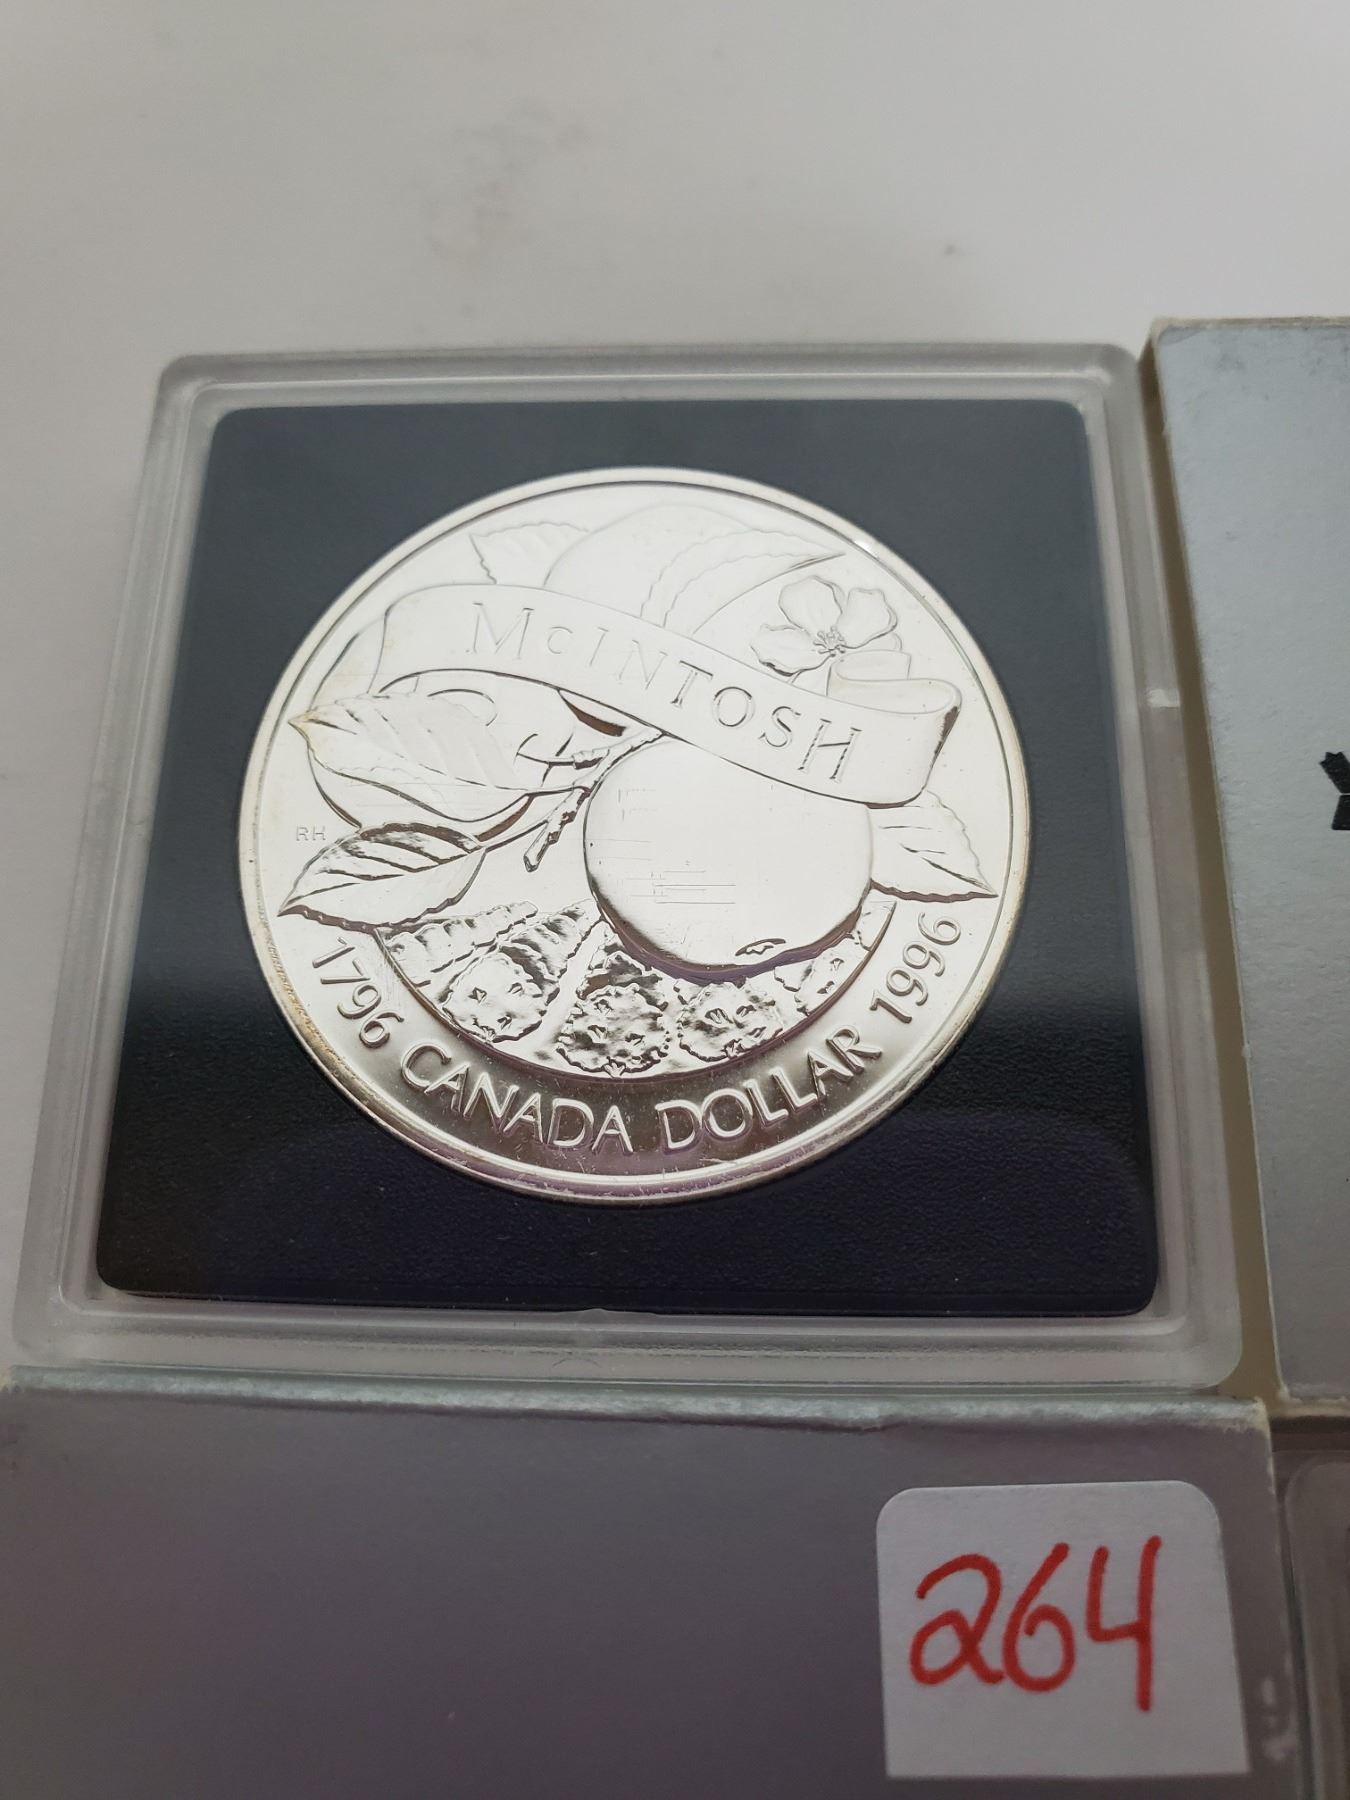 McINTOSH
RH
1796 CANADA DOLLAR 1996
264